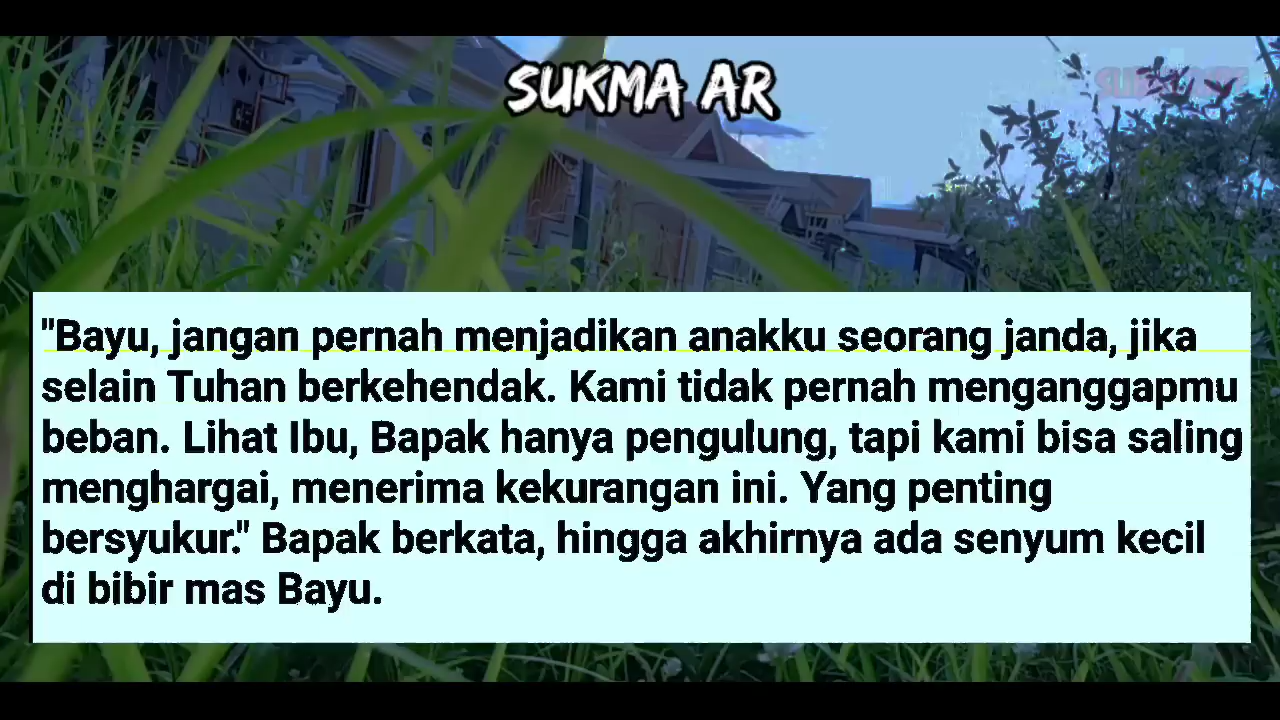 SUKMA AR
"Bayu, jangan pernah menjadikan anakku seorang janda, jika
selain Tuhan berkehendak. Kami tidak pernah menganggapmu
beban. Lihat Ibu, Bapak hanya pengulung, tapi kami bisa saling
menghargai, menerima kekurangan ini. Yang penting
bersyukur." Bapak berkata, hingga akhirnya ada senyum kecil
di bibir mas Bayu.